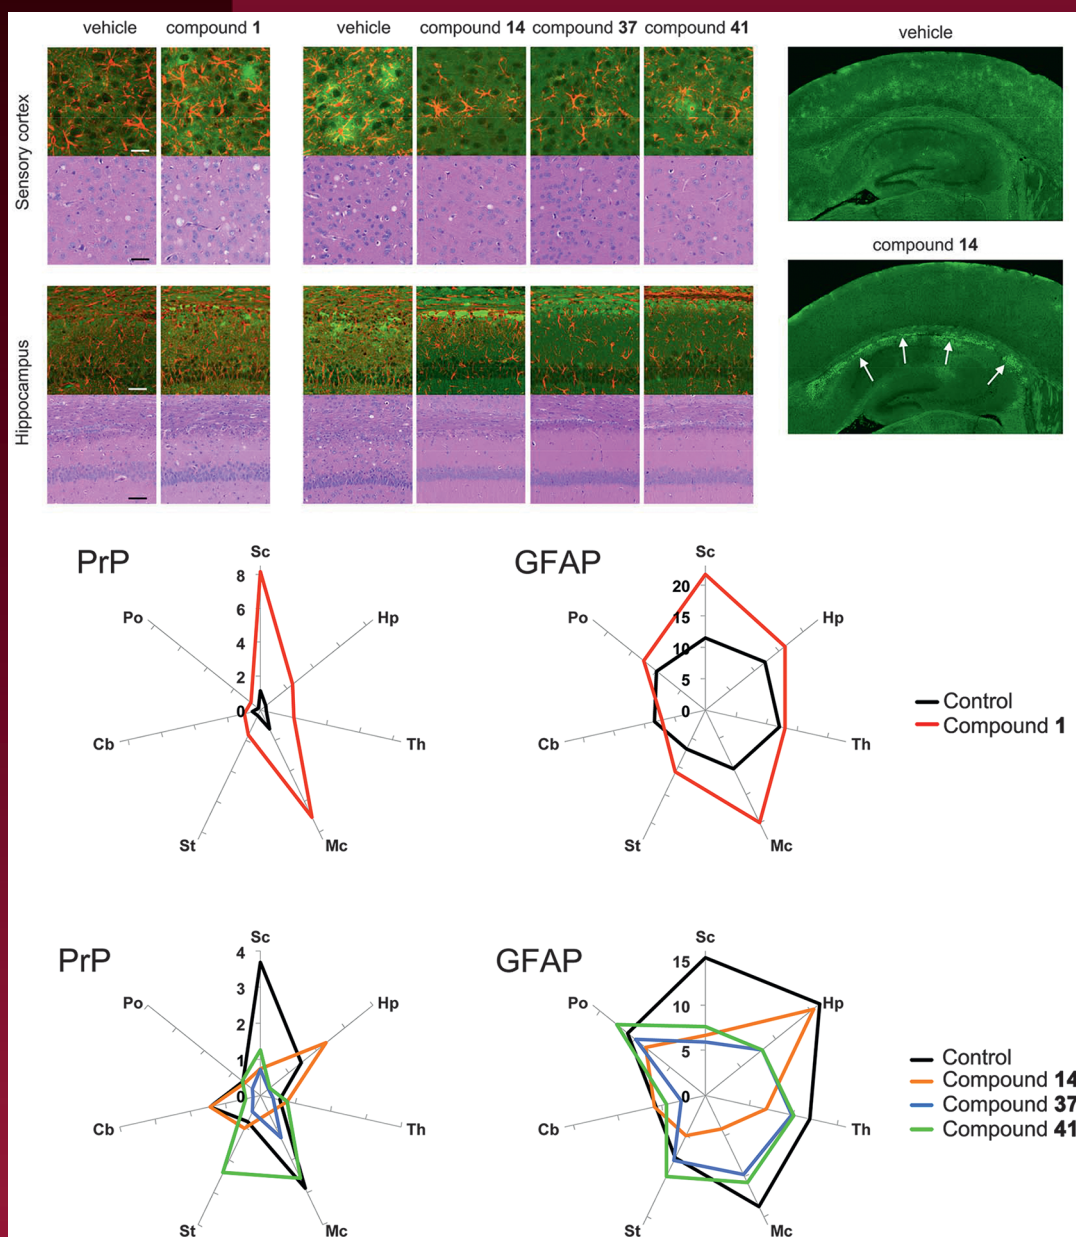 vehicle compound 1 vehicle compound 14 compound 37 compound 41 vehicle
Sensory cortex
compound 14
Hippocampus
PrP
Sc
8
6
4
2
0
Po
Hp
Cb
Th
St
Mc
GFAP
Sc
20
15
10
5
0
Po
Hp
Cb
Th
St
Mc
Control
Compound 1
PrP
Sc
4
3
2
1
0
Po
Hp
Cb
Th
St
Mc
GFAP
Sc
15
10
5
0
Po
Hp
Cb
Th
St
Mc
Control
Compound 14
Compound 37
Compound 41